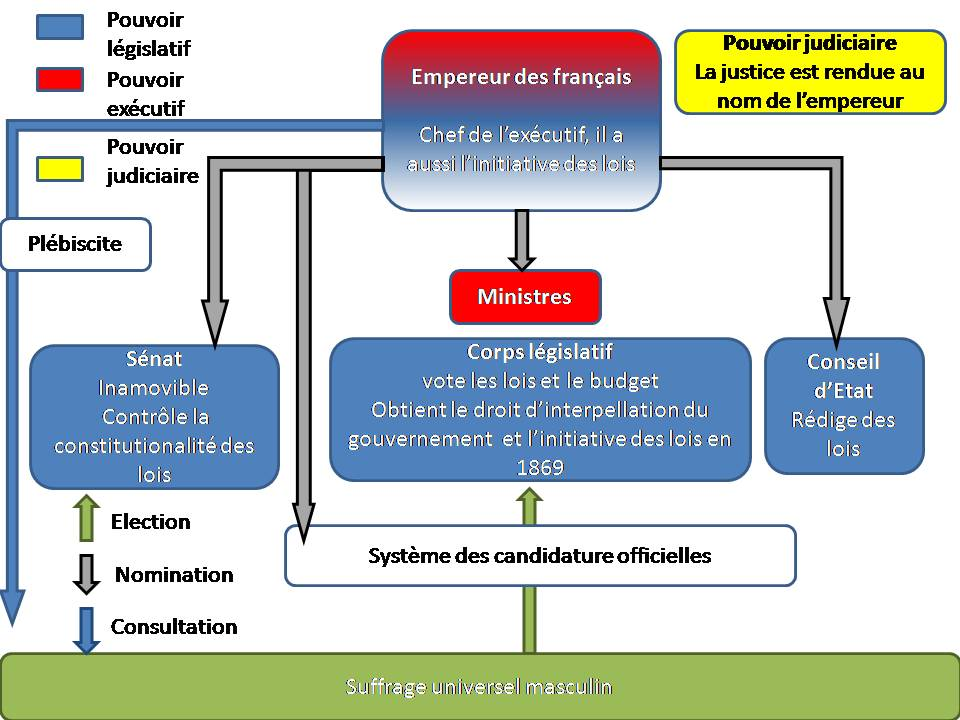 Pouvoir
législatif
Pouvoir
exécutif
Pouvoir
judiciaire
Empereur des français
Chef de l'exécutif, il a
aussi l'initiative des lois
Pouvoir judiciaire
La justice est rendue au
nom de l'empereur
Plébiscite
Ministres
Sénat
Inamovible
Contrôle la
constitutionalité des
lois
Corps législatif
vote les lois et le budget
Obtient le droit d'interpellation du
gouvernement et l'initiative des lois en
1869
Conseil
d'Etat
Rédige des
lois
Election
Nomination
Consultation
Système des candidature officielles
Suffrage universel masculin